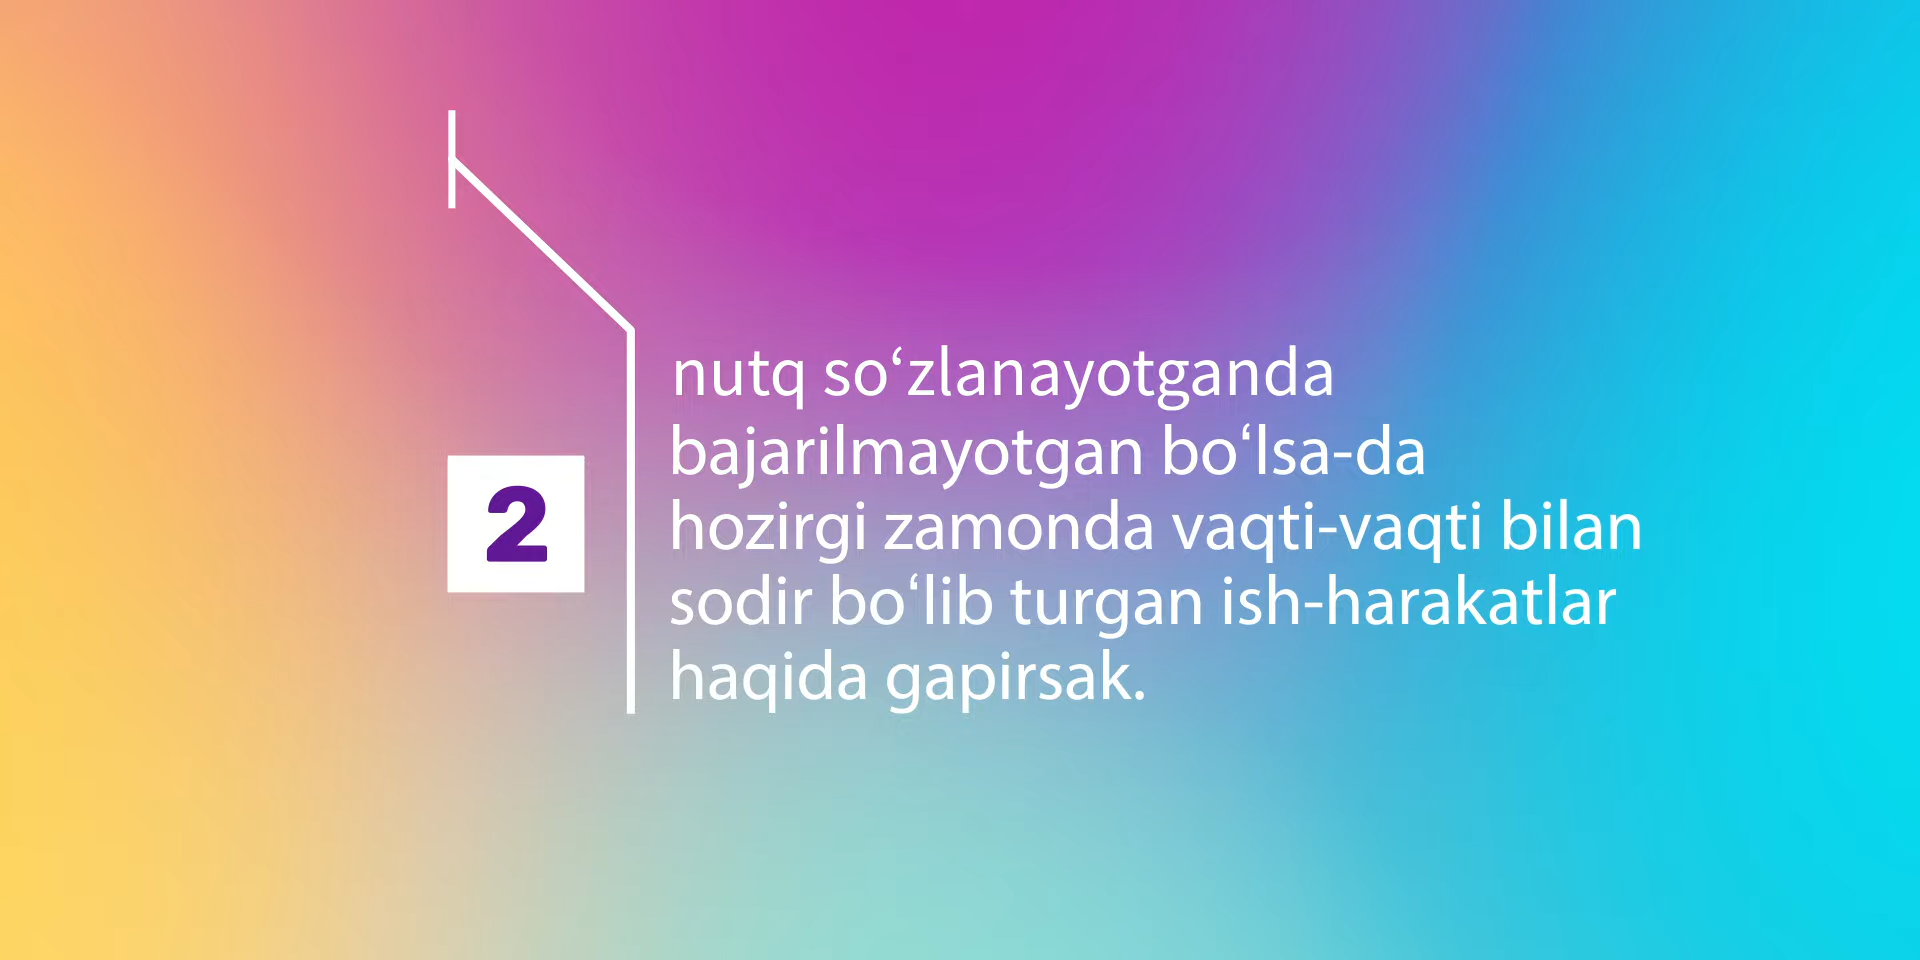 2
nutq so‘zlanayotganda
bajarilmayotgan bo‘lsa-da
hozirgi zamonda vaqti-vaqti bilan
sodir bo‘lib turgan ish-harakatlar
haqida gapirsak.